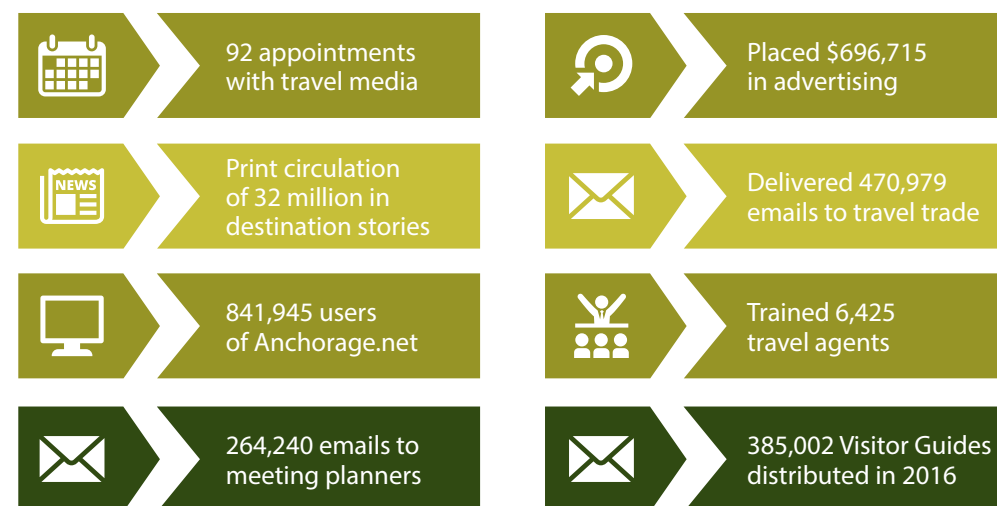 92 appointments
with travel media
Placed $696,715
in advertising
NEWS
Print circulation
of 32 million in
destination stories
Delivered 470,979
emails to travel trade
841,945 users
of Anchorage.net
Trained 6,425
travel agents
264,240 emails to
meeting planners
385,002 Visitor Guides
distributed in 2016